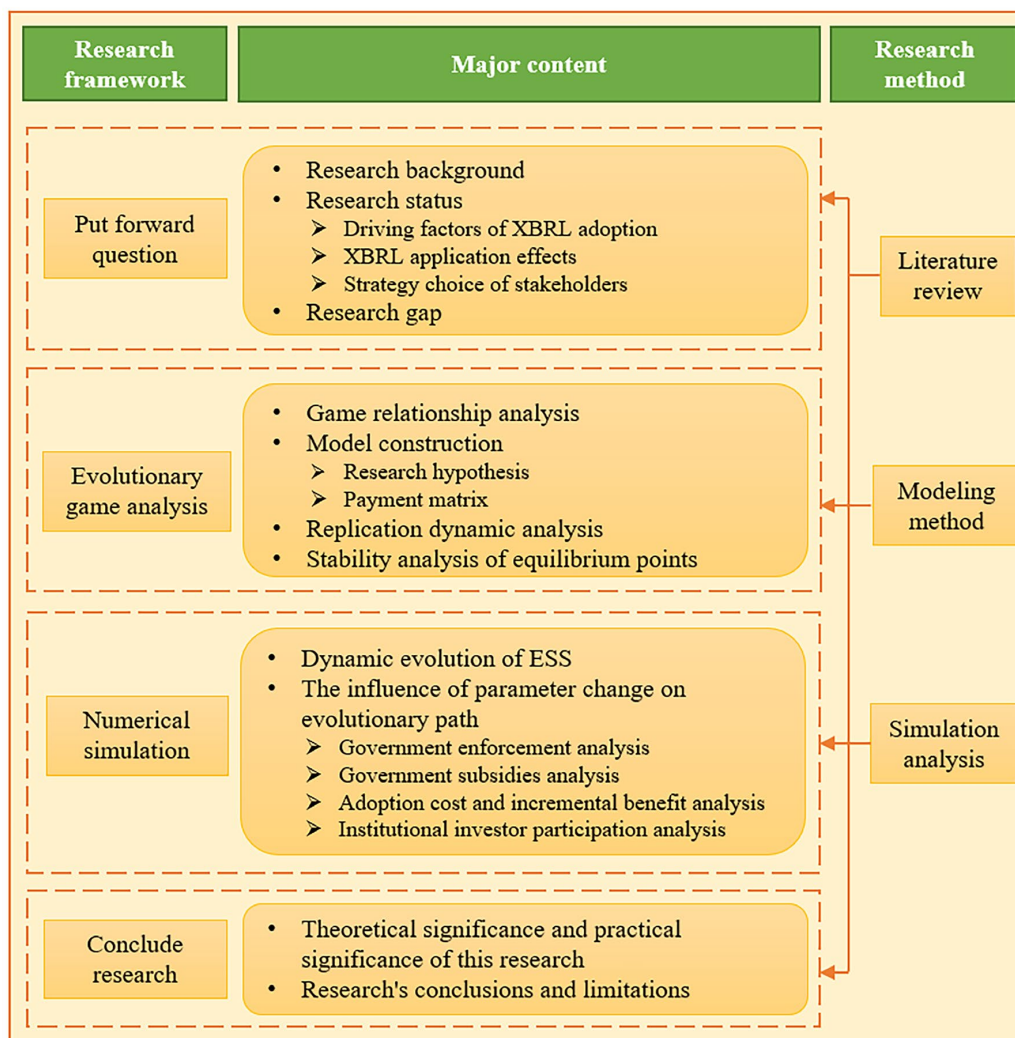 Research
framework
Major content
Research
method
Put forward
question
• Research background
• Research status
➢ Driving factors of XBRL adoption
➢ XBRL application effects
➢ Strategy choice of stakeholders
• Research gap
Literature
review
Evolutionary
game analysis
• Game relationship analysis
• Model construction
➢ Research hypothesis
➢ Payment matrix
• Replication dynamic analysis
• Stability analysis of equilibrium points
Modeling
method
Numerical
simulation
• Dynamic evolution of ESS
• The influence of parameter change on
evolutionary path
➢ Government enforcement analysis
➢ Government subsidies analysis
➢ Adoption cost and incremental benefit analysis
➢ Institutional investor participation analysis
Simulation
analysis
Conclude
research
• Theoretical significance and practical
significance of this research
• Research's conclusions and limitations